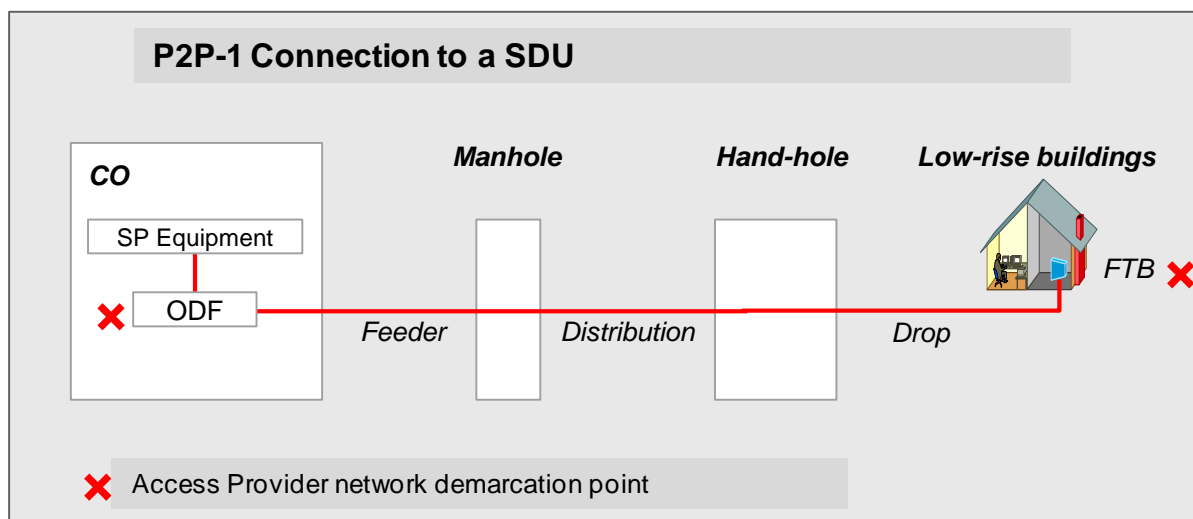 P2P-1 Connection to a SDU
Manhole
Hand-hole
Low-rise buildings
CO
SP Equipment
FTB
ODF
Feeder
Distribution
Drop
Access Provider network demarcation point